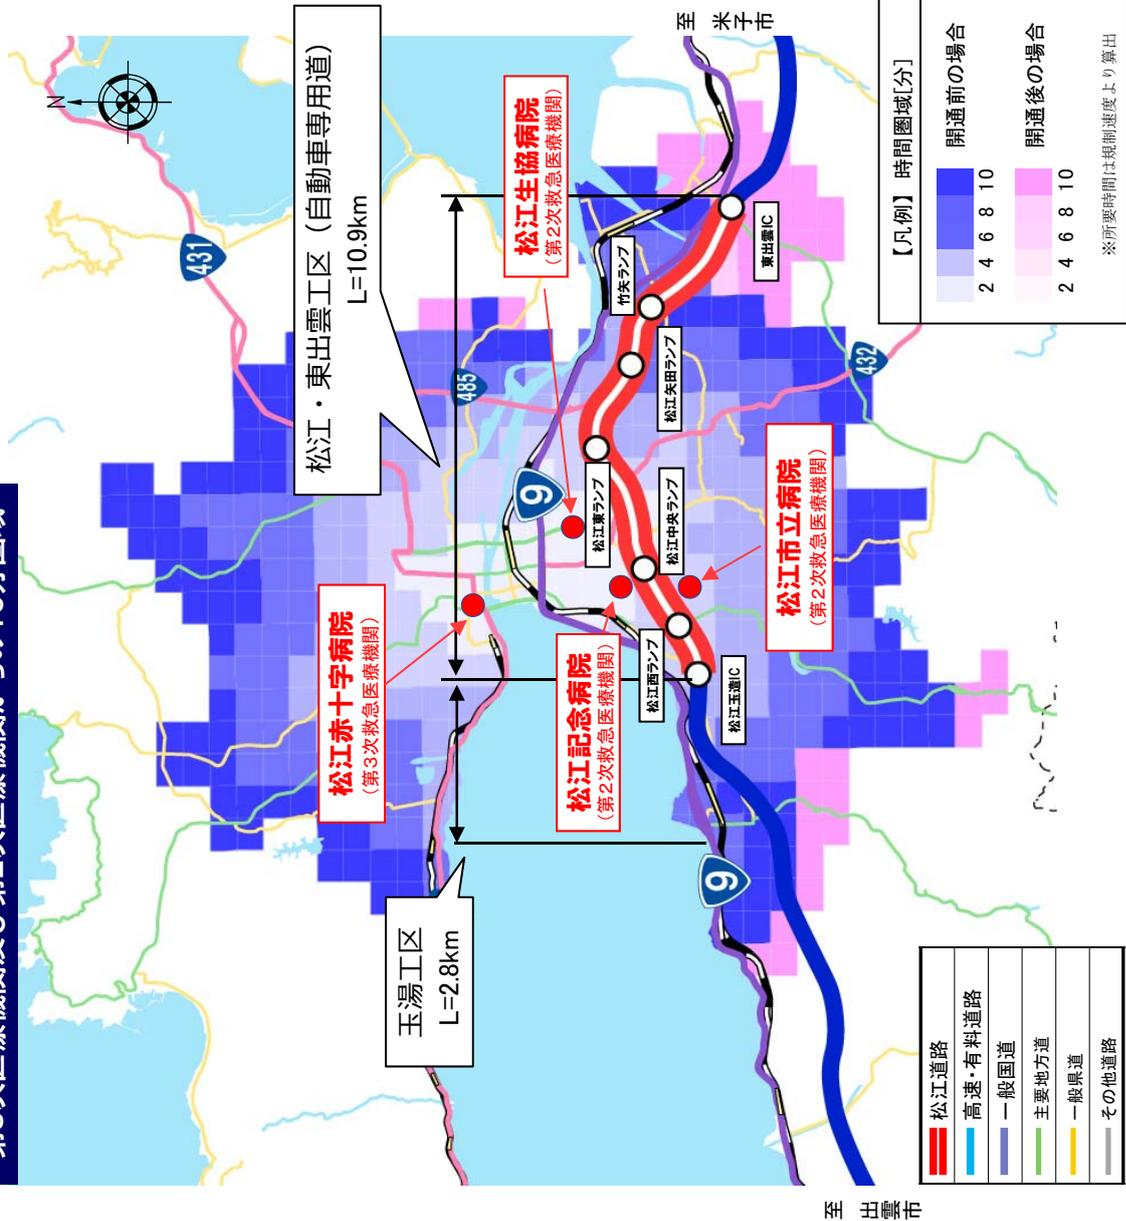 N
431
松江・東出雲工区（自動車専用道）
L=10.9km
至 米子市
松江生協病院
（第2次救急医療機関）
485
竹矢ランプ
東出雲IC
松江矢田ランプ
432
9
松江東ランプ
松江中央ランプ
松江赤十字病院
（第3次救急医療機関）
松江記念病院
（第2次救急医療機関）
松江市立病院
（第2次救急医療機関）
松江西ランプ
松江玉造IC
玉湯工区
L=2.8km
9
至 出雲市
【凡例】 時間圏域[分]
開通前の場合
2 4 6 8 10
開通後の場合
2 4 6 8 10
※所要時間は規制速度より算出
松江道路
高速・有料道路
一般国道
主要地方道
一般県道
その他道路